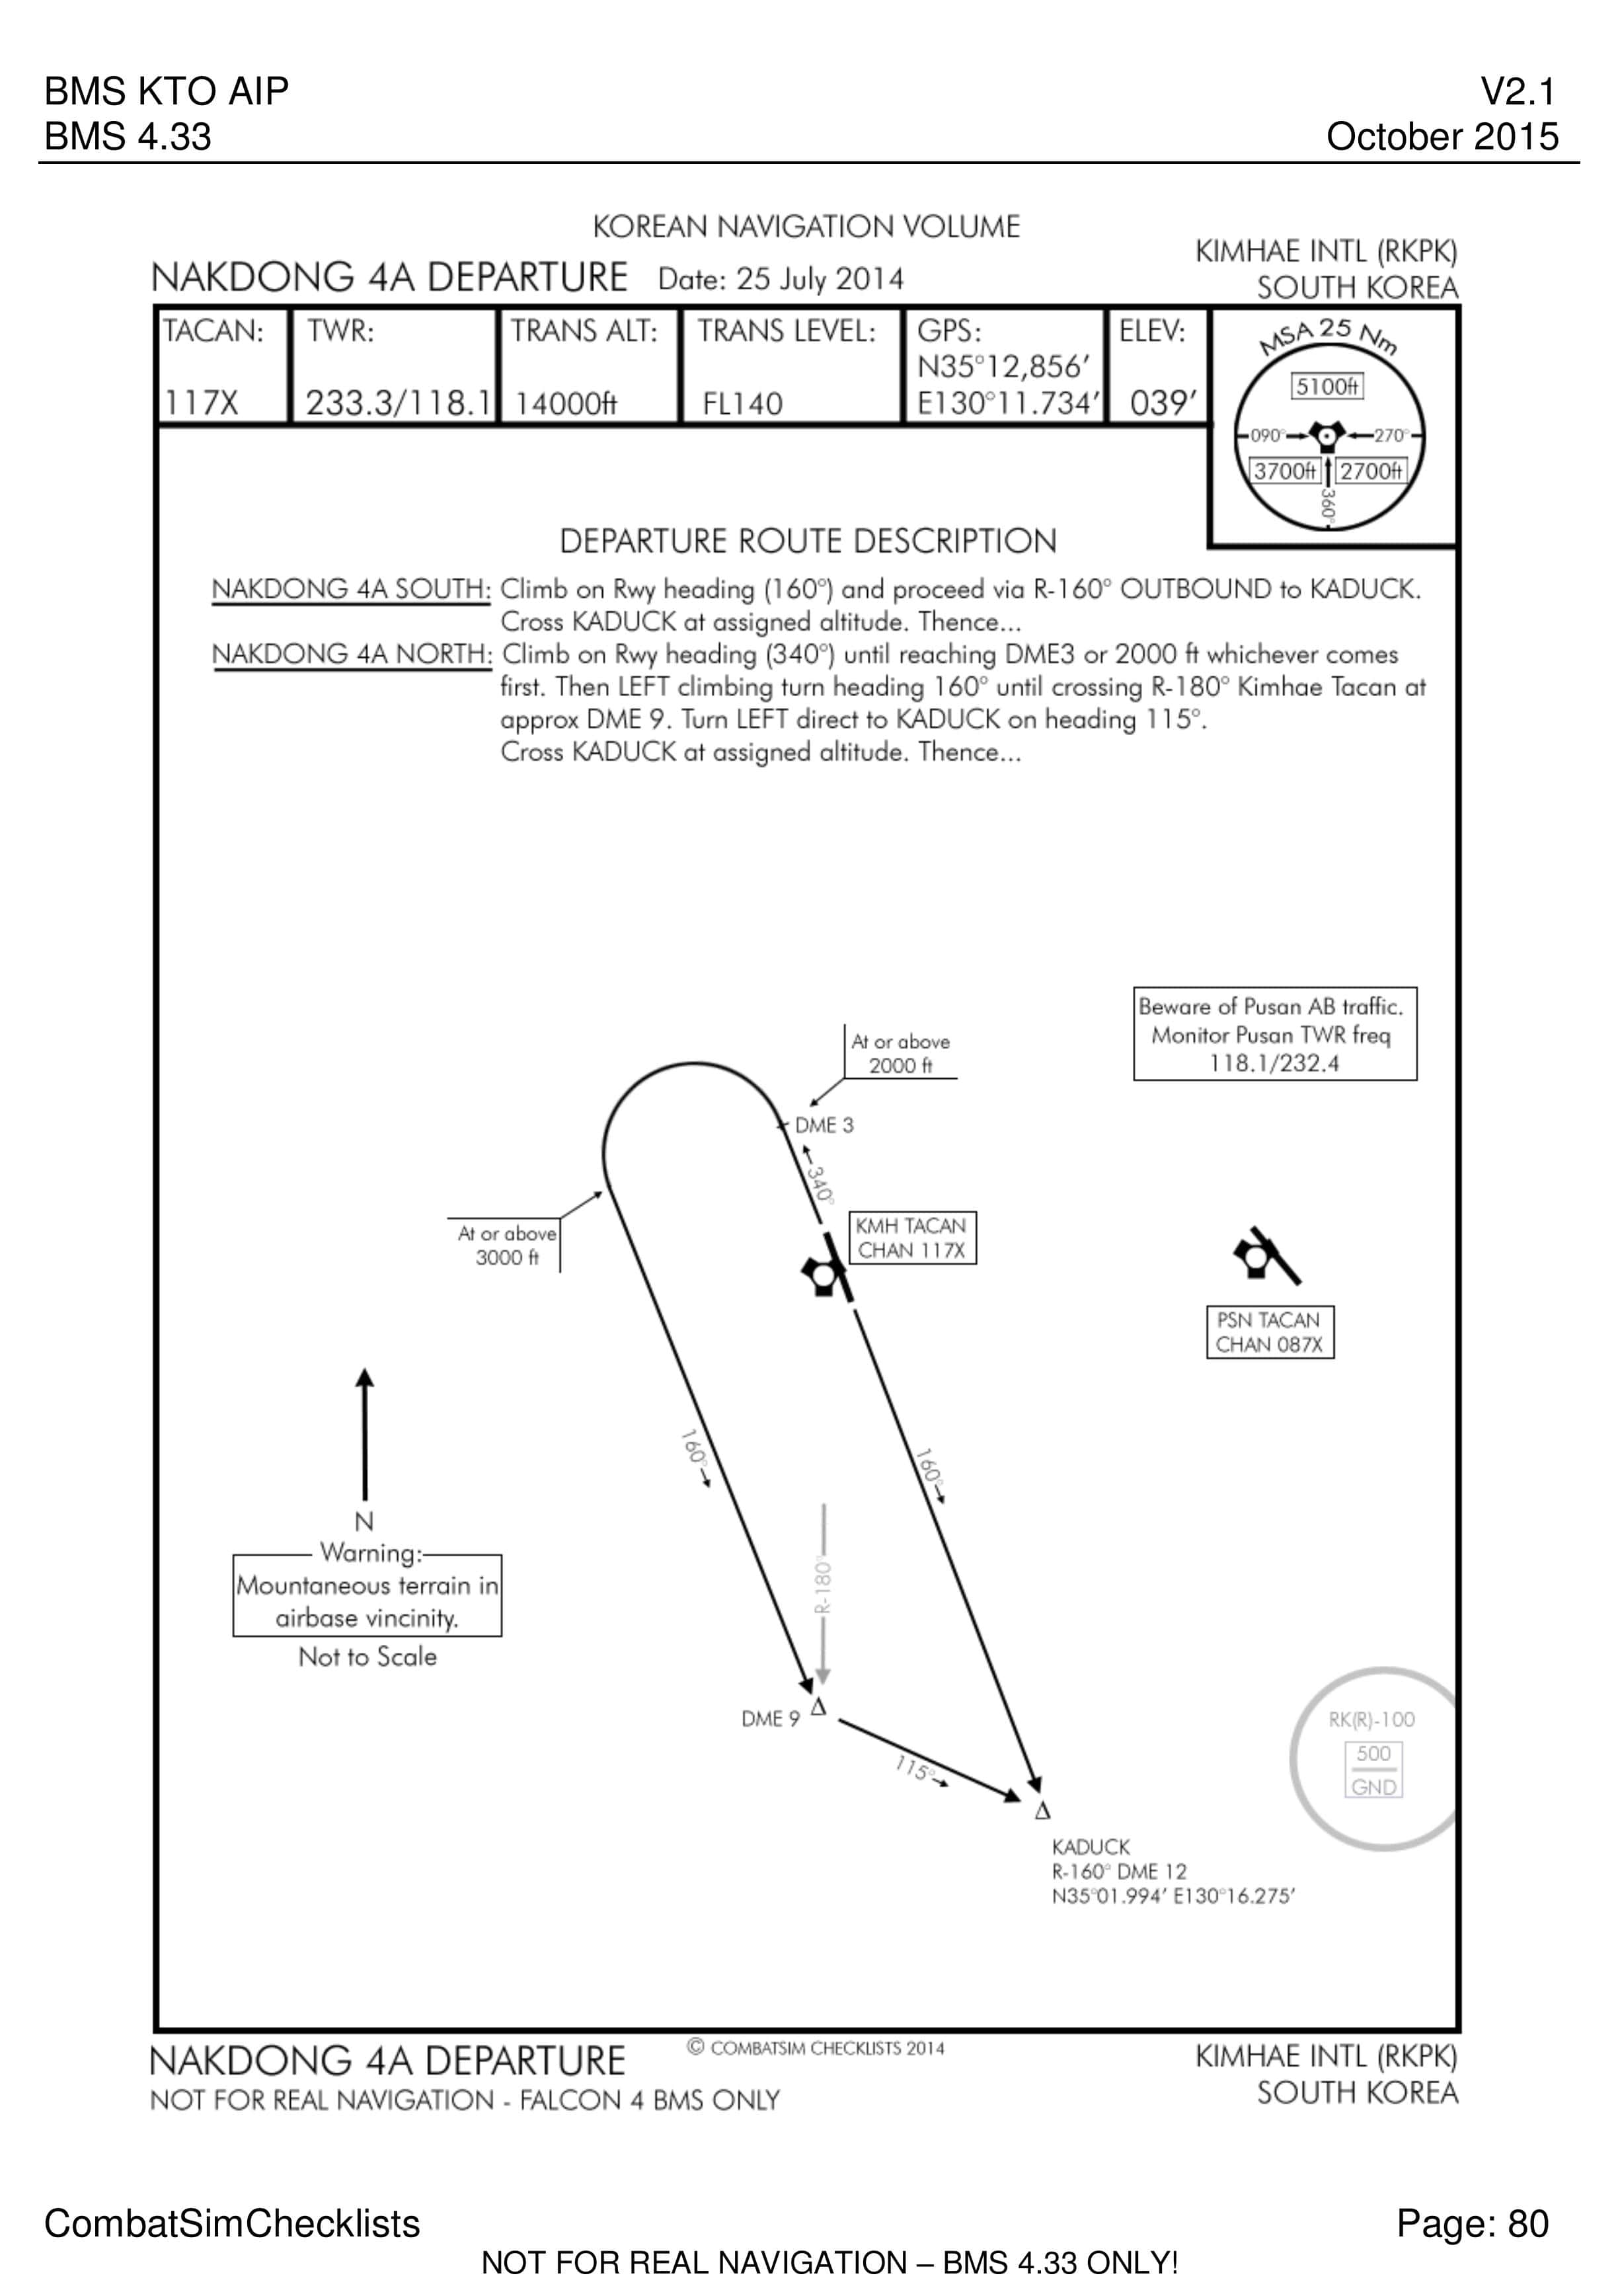 BMS KTO AIP
V2.1
BMS 4.33
October 2015
KOREAN NAVIGATION VOLUME
NAKDONG 4A DEPARTURE Date: 25 July 2014
KIMHAE INTL (RKPK)
SOUTH KOREA
TACAN:
117X
TWR:
233.3/118.1
TRANS ALT:
14000ft
TRANS LEVEL:
FL140
GPS:
N35°12,856′
E130°11.734′
ELEV:
039′
MSA 25 Nm
5100ft
090°
270°
3700ft
2700ft
360°
DEPARTURE ROUTE DESCRIPTION
NAKDONG 4A SOUTH: Climb on Rwy heading (160°) and proceed via R-160° OUTBOUND to KADUCK.
Cross KADUCK at assigned altitude. Thence...
NAKDONG 4A NORTH: Climb on Rwy heading (340°) until reaching DME3 or 2000 ft whichever comes
first. Then LEFT climbing turn heading 160° until crossing R-180° Kimhae Tacan at
approx DME 9. Turn LEFT direct to KADUCK on heading 115°.
Cross KADUCK at assigned altitude. Thence...
Beware of Pusan AB traffic.
Monitor Pusan TWR freq
118.1/232.4
At or above
2000 ft
DME 3
340°
At or above
3000 ft
KMH TACAN
CHAN 117X
PSN TACAN
CHAN 087X
160°
160°
N
Warning:
Mountaneous terrain in
airbase vincinity.
Not to Scale
R-180°
DME 9
115°
RK(R)-100
500
GND
KADUCK
R-160° DME 12
N35°01.994′ E130°16.275′
NAKDONG 4A DEPARTURE
© COMBATSIM CHECKLISTS 2014
KIMHAE INTL (RKPK)
NOT FOR REAL NAVIGATION - FALCON 4 BMS ONLY
SOUTH KOREA
CombatSimChecklists
Page: 80
NOT FOR REAL NAVIGATION – BMS 4.33 ONLY!